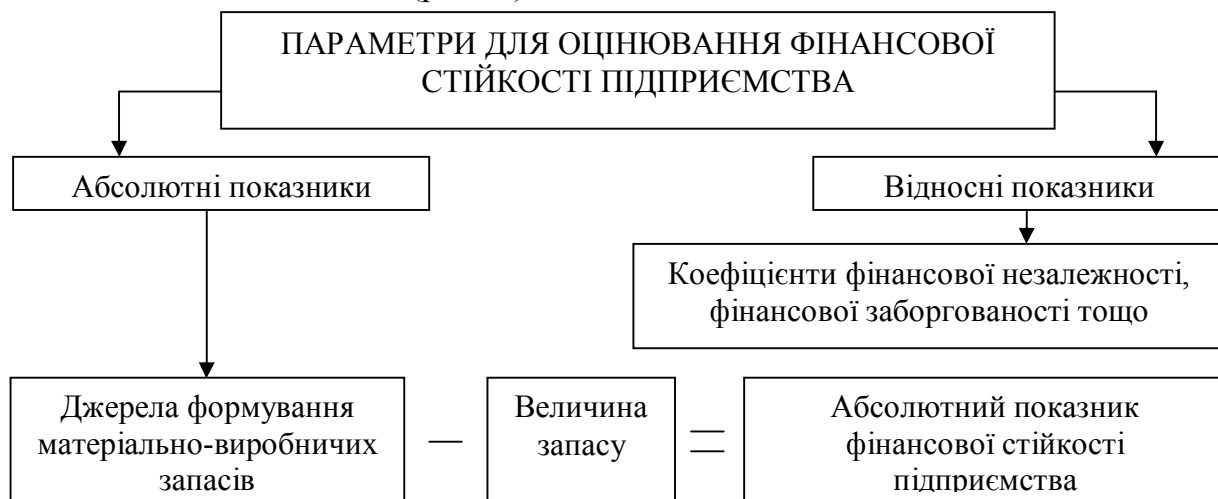 ПАРАМЕТРИ ДЛЯ ОЦІНЮВАННЯ ФІНАНСОВОЇ
СТІЙКОСТІ ПІДПРИЄМСТВА
Абсолютні показники
Відносні показники
Коефіцієнти фінансової незалежності,
фінансової заборгованості тощо
Джерела формування
матеріально-виробничих
запасів
—
Величина
запасу
=
Абсолютний показник
фінансової стійкості
підприємства